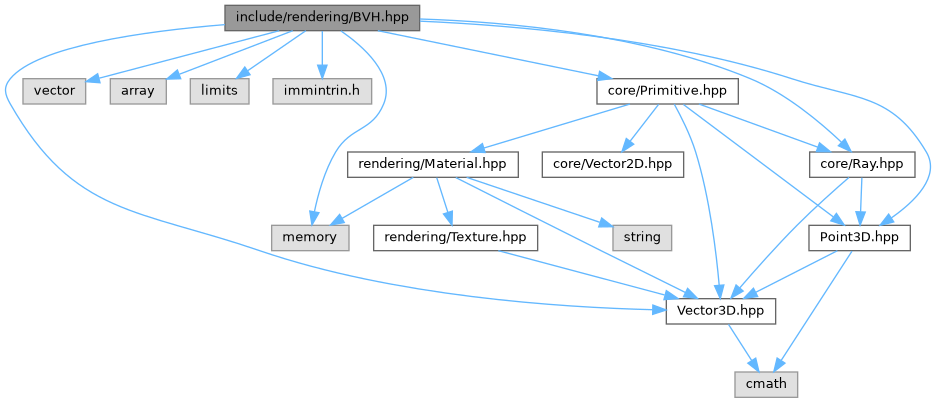 include/rendering/BVH.hpp
vector
array
limits
immintrin.h
core/Primitive.hpp
rendering/Material.hpp
core/Vector2D.hpp
core/Ray.hpp
memory
rendering/Texture.hpp
string
Point3D.hpp
Vector3D.hpp
cmath